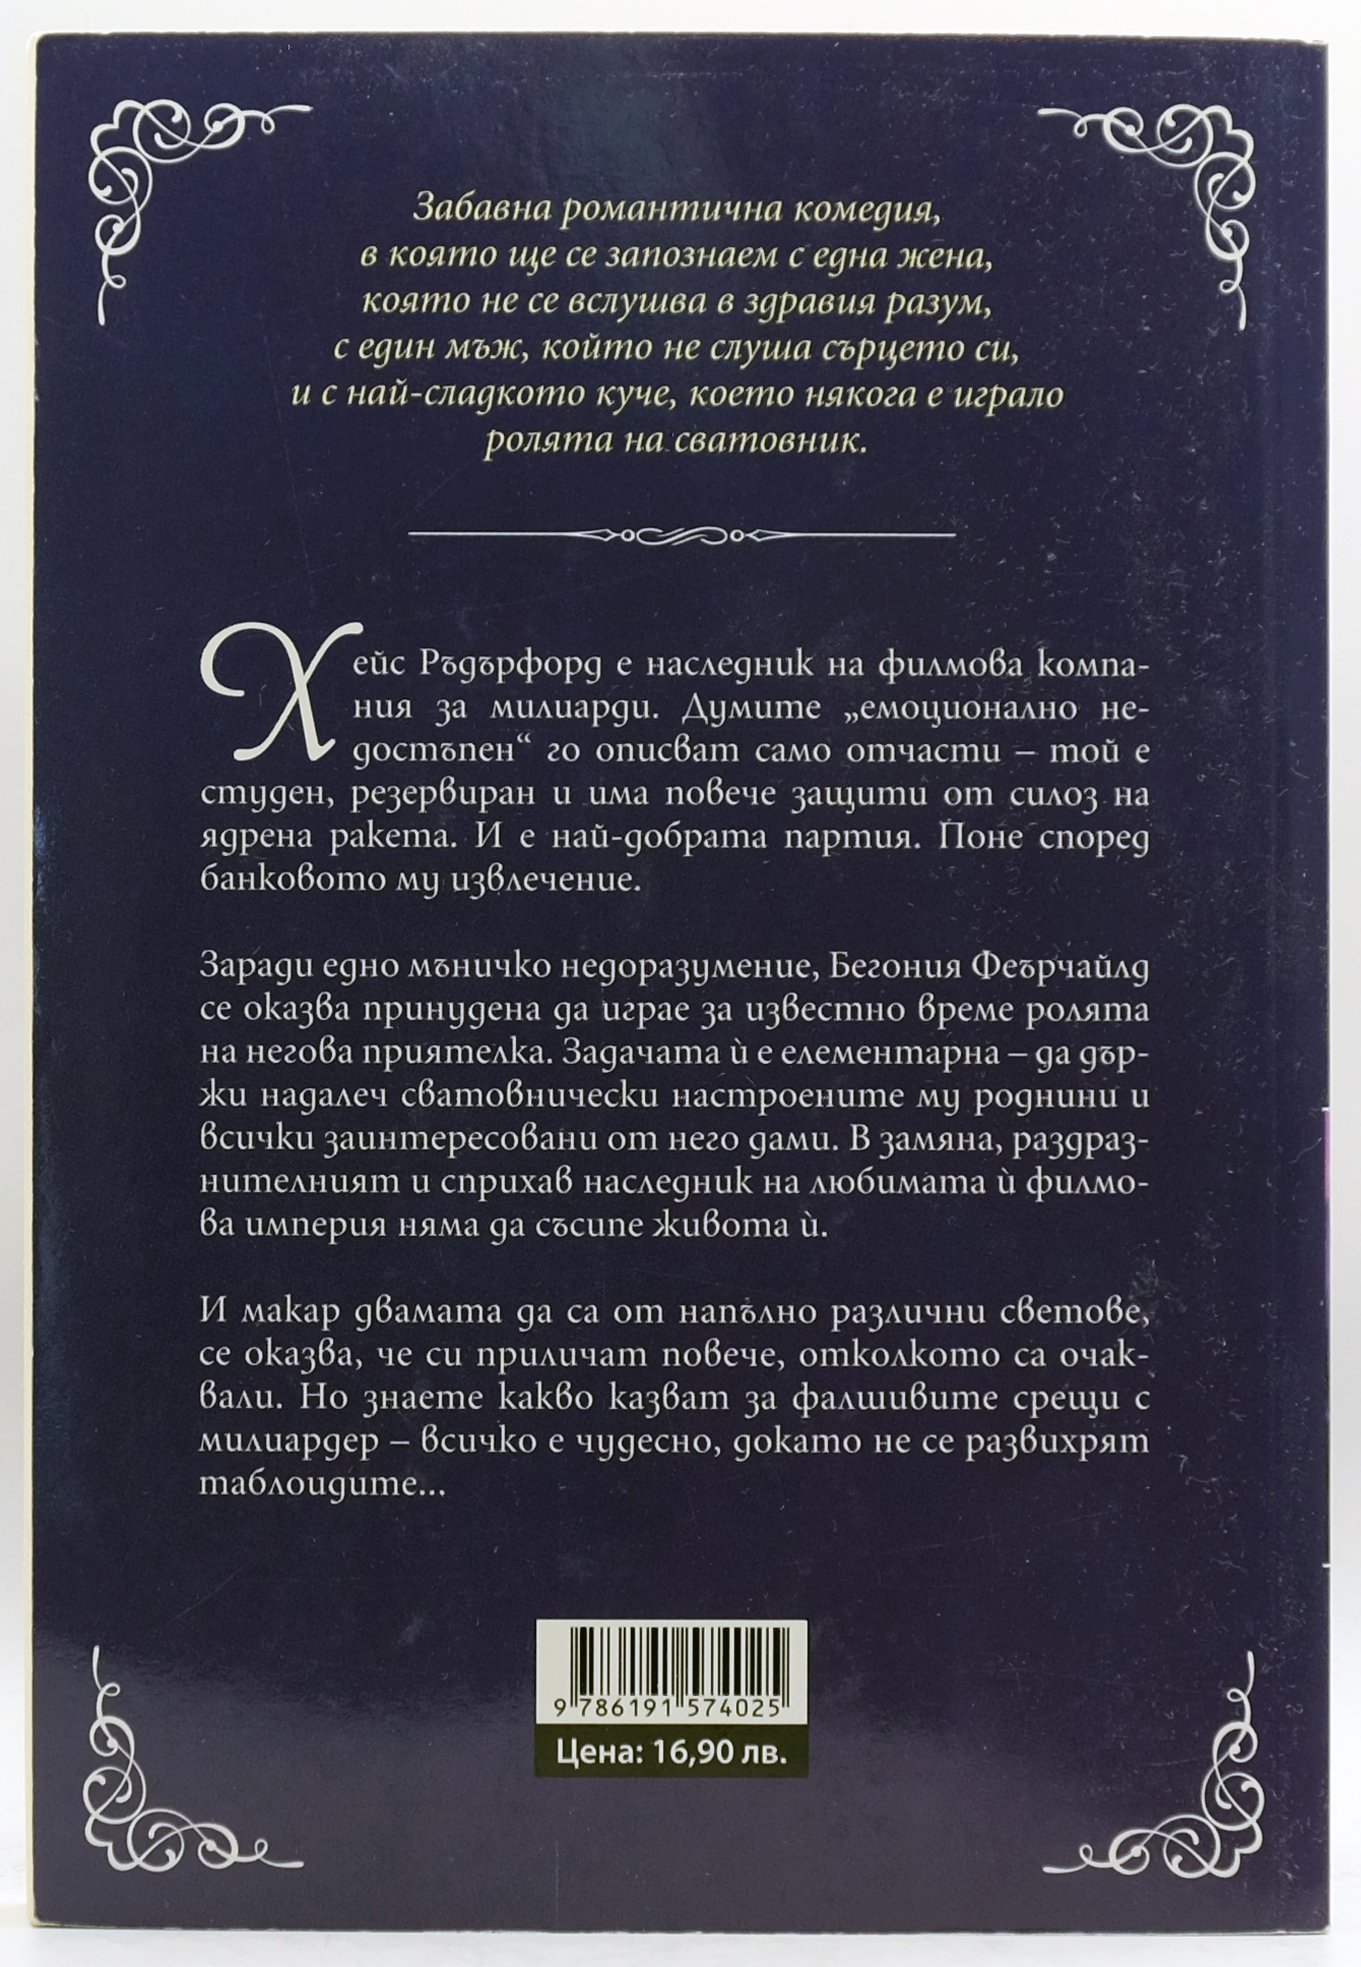 Забавна романтична комедия,
в която ще се запознаем с една жена,
която не се вслушва в здравия разум,
с един мъж, който не слуша сърцето си,
и с най-сладкото куче, което някога е играло
ролята на сватовник.
Хейс Ръдърфорд е наследник на филмова компа-
ния за милиарди. Думите „емоционално не-
достъпен“ го описват само отчасти – той е
студен, резервиран и има повече защити от силоз на
ядрена ракета. И е най-добрата партия. Поне според
банковото му извлечение.
Заради едно мъничко недоразумение, Бегония Феърчайлд
се оказва принудена да играе за известно време ролята
на негова приятелка. Задачата ѝ е елементарна – да дър-
жи надалеч сватовнически настроените му роднини и
всички заинтересовани от него дами. В замяна, раздраз-
нителният и сприхав наследник на любимата ѝ филмо-
ва империя няма да съсипе живота ѝ.
И макар двамата да са от напълно различни светове,
се оказва, че си приличат повече, отколкото са очак-
вали. Но знаете какво казват за фалшивите срещи с
милиардер – всичко е чудесно, докато не се развихрят
таблоидите...
9 786191 574025
Цена: 16,90 лв.